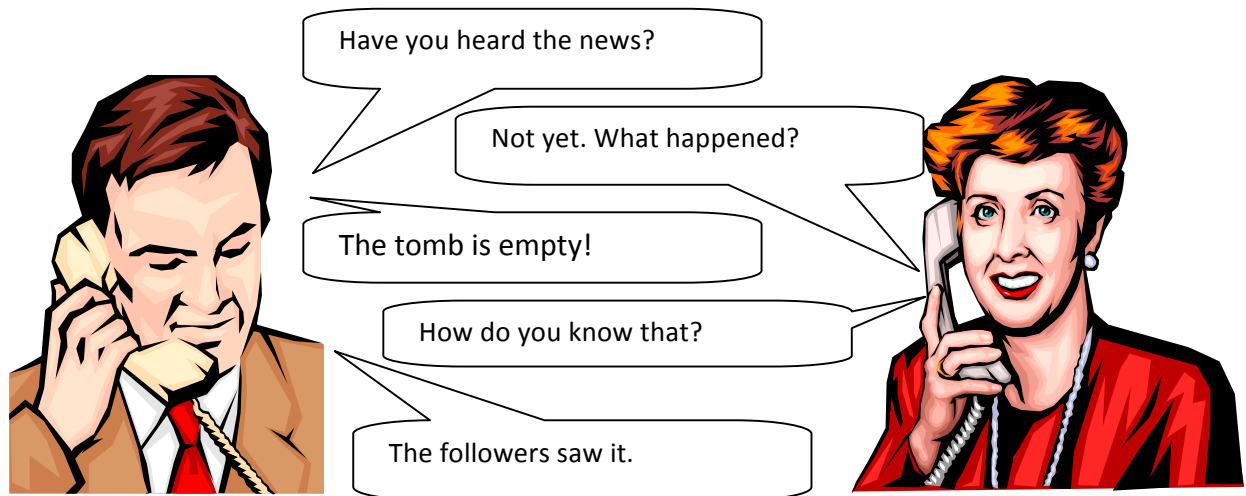 Have you heard the news?
Not yet. What happened?
The tomb is empty!
How do you know that?
The followers saw it.